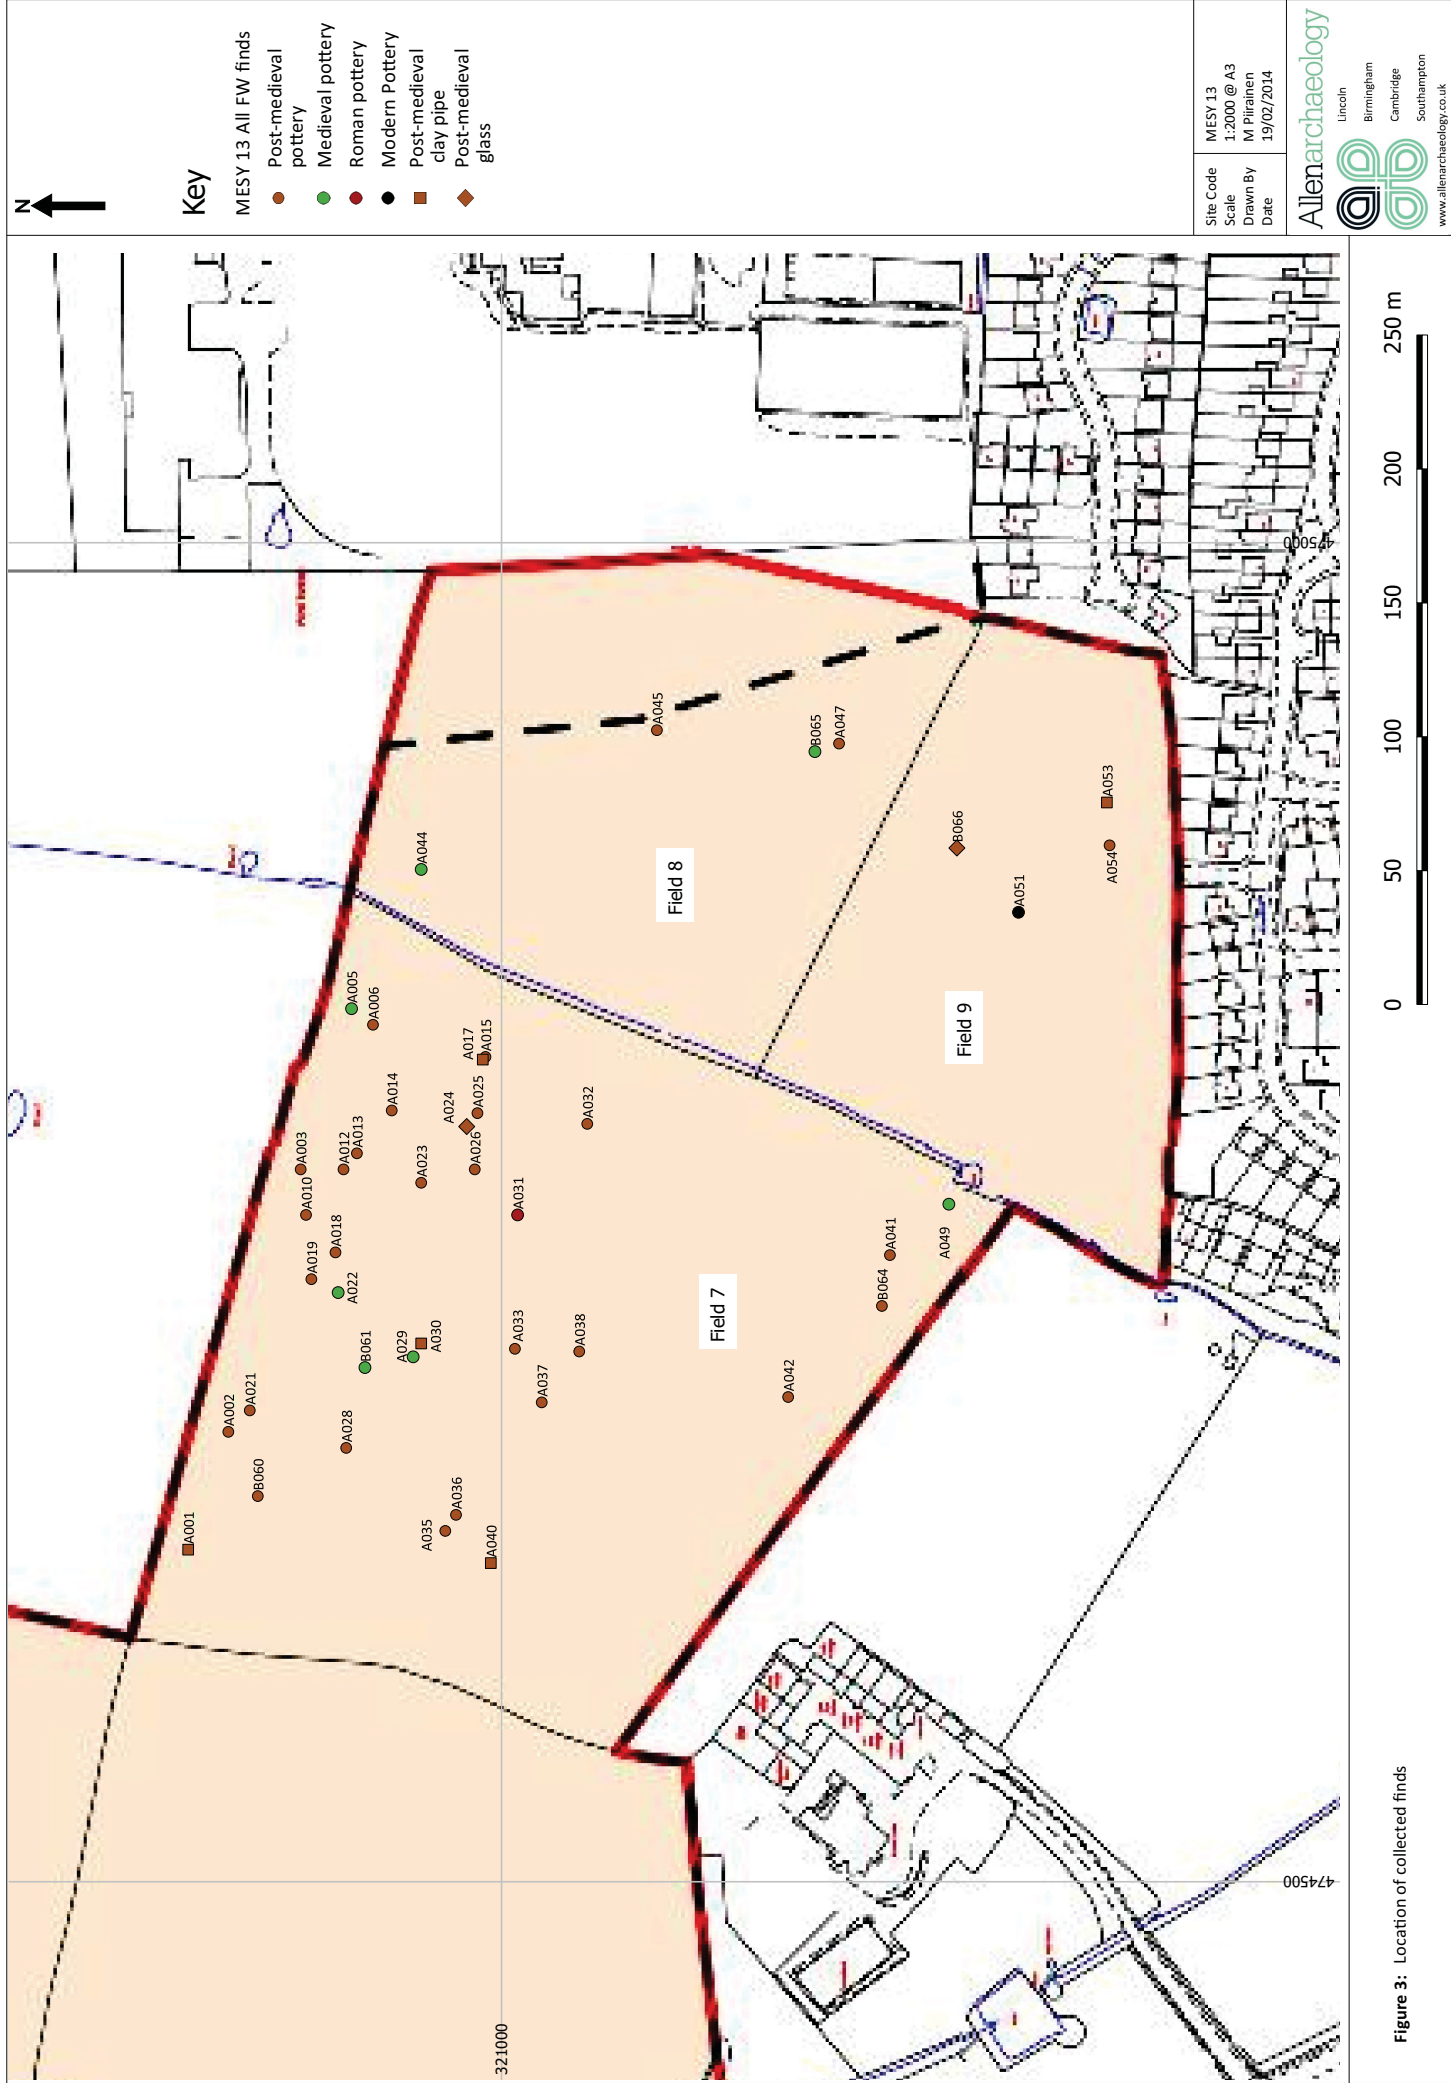 N
Key
MESY 13 All FW finds
Post-medieval
pottery
Medieval pottery
Roman pottery
Modern Pottery
Post-medieval
clay pipe
Post-medieval
glass
A001
B060
A002
A021
A028
B061
A029
A030
A022
A019
A018
A010
A003
A012
A013
A014
A005
A006
A017
A015
A024
A025
A026
A023
A031
A032
A033
A038
A037
A035
A036
A040
A042
B064
A041
A049
A044
A045
B065
A047
B066
A051
A053
A054
Field 7
Field 8
Field 9
321000
474500
475000
0
50
100
150
200
250 m
Figure 3: Location of collected finds
Site Code MESY 13
Scale 1:2000 @ A3
Drawn By M Piirainen
Date 19/02/2014
Allenarchaeology
Lincoln
Birmingham
Cambridge
Southampton
www.allenarchaeology.co.uk